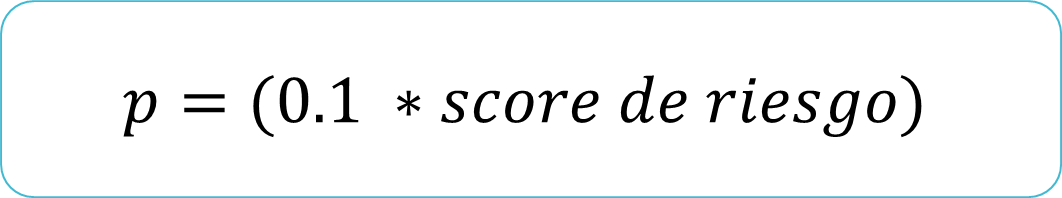 p = (0.1 * score de riesgo)